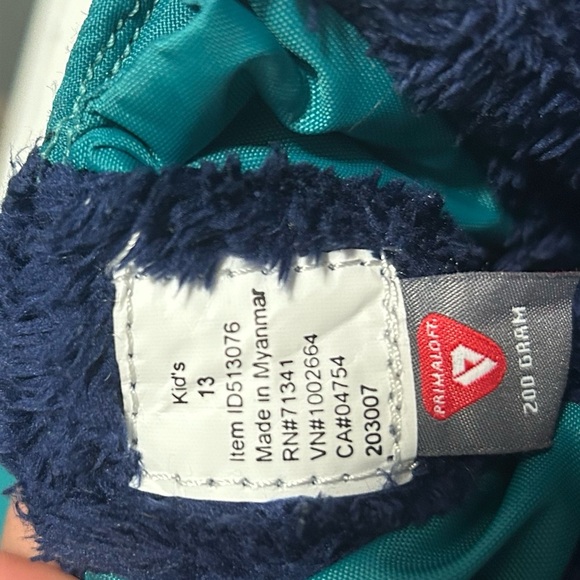 Kid's
13
Item ID513076
Made in Myanmar
RN#71341
VN#1002664
CA#04754
203007
PRIMALOFT
200 GRAM